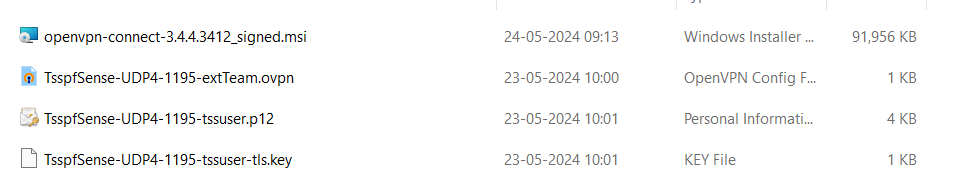 openvpn-connect-3.4.4.3412_signed.msi 24-05-2024 09:13 Windows Installer ... 91,956 KB
TsspfSense-UDP4-1195-extTeam.ovpn 23-05-2024 10:00 OpenVPN Config F... 1 KB
TsspfSense-UDP4-1195-tssuser.p12 23-05-2024 10:01 Personal Informati... 4 KB
TsspfSense-UDP4-1195-tssuser-tls.key 23-05-2024 10:01 KEY File 1 KB